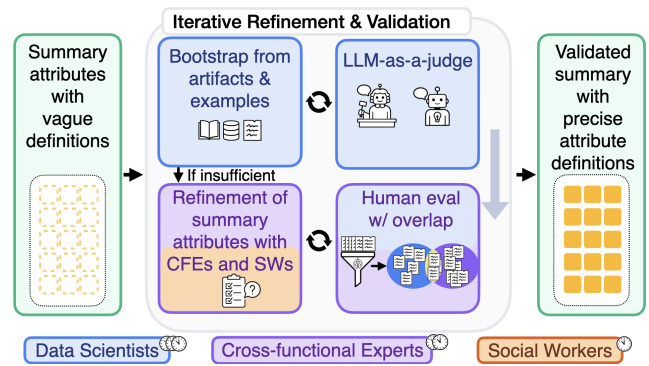 Iterative Refinement & Validation
Summary
attributes
with
vague
definitions
Bootstrap from
artifacts &
examples
LLM-as-a-judge
If insufficient
Refinement of
summary
attributes with
CFEs and SWs
?
Human eval
w/ overlap
Validated
summary
with
precise
attribute
definitions
Data Scientists
Cross-functional Experts
Social Workers